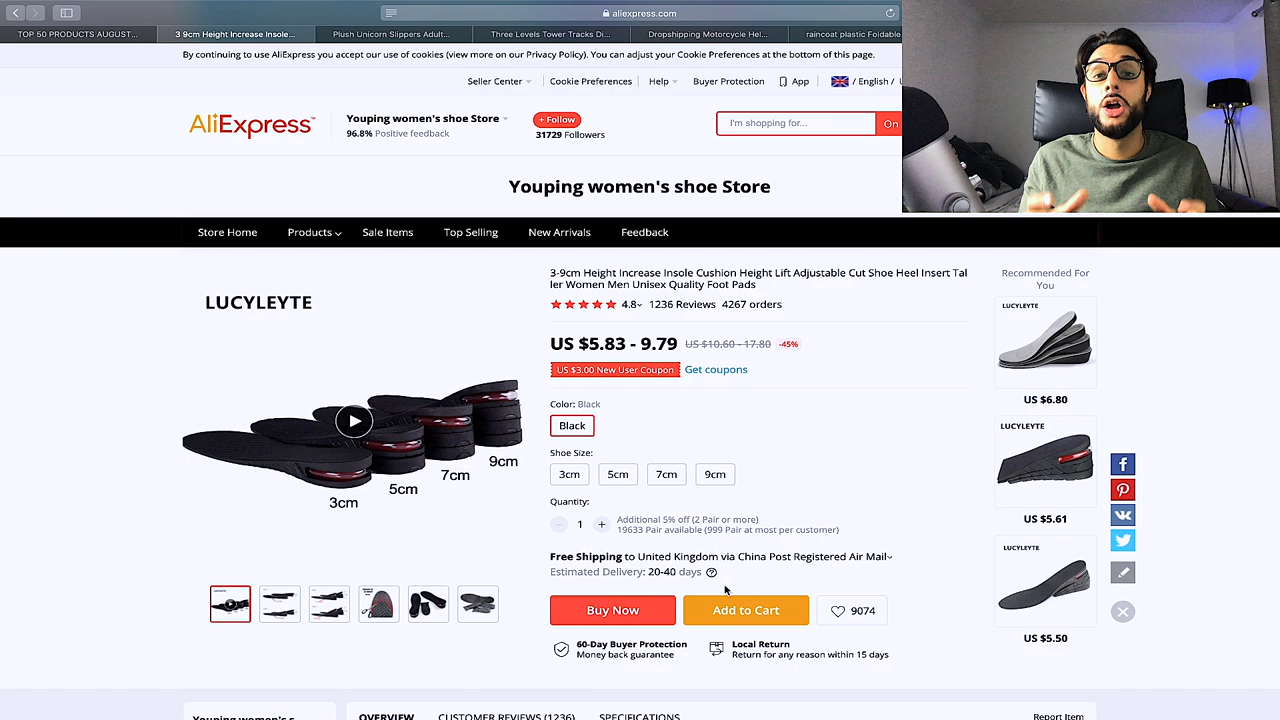 aliexpress.com
TOP 50 PRODUCTS AUGUST...
3 9cm Height Increase Insole...
Plush Unicorn Slippers Adult...
Three Levels Tower Tracks Di...
Dropshipping Motorcycle Hel...
raincoat plastic Foldable
By continuing to use AliExpress you accept our use of cookies (view more on our Privacy Policy). You can adjust your Cookie Preferences at the bottom of this page.
Seller Center
Cookie Preferences
Help
Buyer Protection
App
/ English /
AliExpress
Youping women's shoe Store
96.8% Positive feedback
+ Follow
31729 Followers
I'm shopping for...
On
Youping women's shoe Store
Store Home
Products
Sale Items
Top Selling
New Arrivals
Feedback
LUCYLEYTE
3cm
5cm
7cm
9cm
3-9cm Height Increase Insole Cushion Height Lift Adjustable Cut Shoe Heel Insert Tal
ler Women Men Unisex Quality Foot Pads
4.8 1236 Reviews 4267 orders
US $5.83 - 9.79 US $10.60 - 17.80 -45%
US $3.00 New User Coupon Get coupons
Color: Black
Black
Shoe Size:
3cm 5cm 7cm 9cm
Quantity:
1
Additional 5% off (2 Pair or more)
19633 Pair available (999 Pair at most per customer)
Free Shipping to United Kingdom via China Post Registered Air Mail
Estimated Delivery: 20-40 days
Buy Now
Add to Cart
9074
60-Day Buyer Protection
Money back guarantee
Local Return
Return for any reason within 15 days
Recommended For
You
LUCYLEYTE
US $6.80
LUCYLEYTE
US $5.61
LUCYLEYTE
US $5.50
Youping women's s
OVERVIEW
CUSTOMER REVIEWS (1236)
SPECIFICATIONS
Report Item